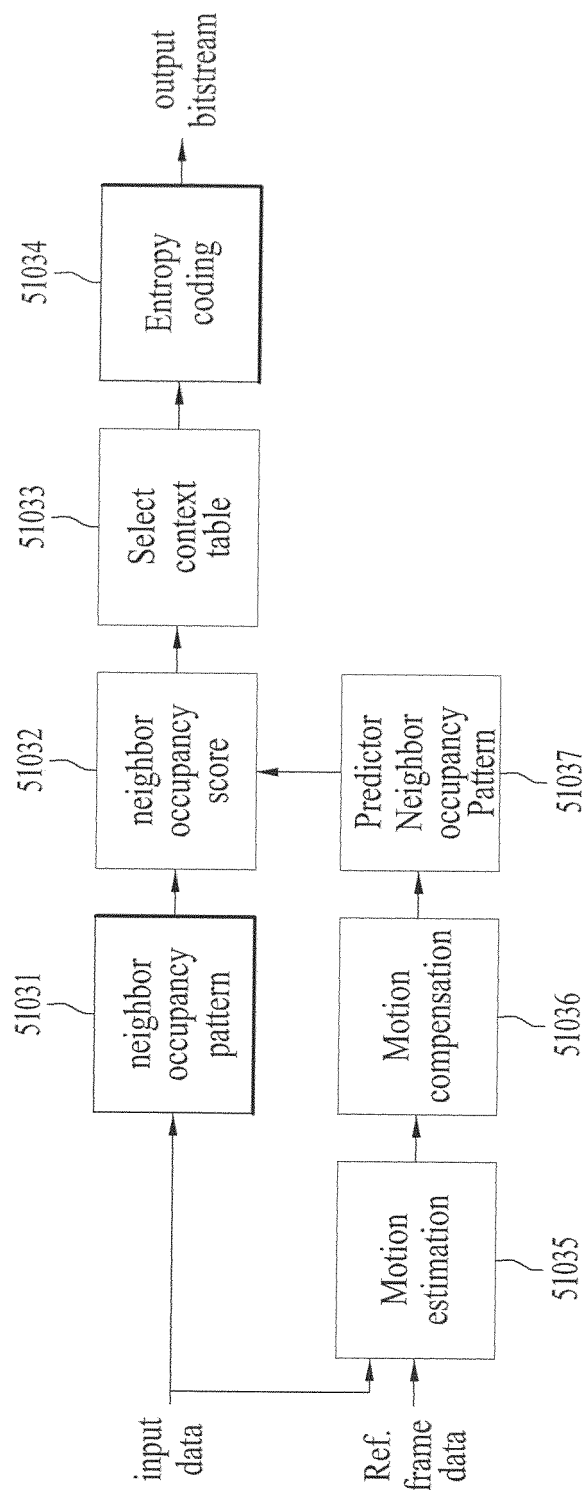 input
data
Ref.
frame
data
51031
neighbor
occupancy
pattern
51032
neighbor
occupancy
score
51033
Select
context
table
51034
Entropy
coding
output
bitstream
Motion
estimation
51035
Motion
compensation
51036
Predictor
Neighbor
occupancy
Pattern
51037